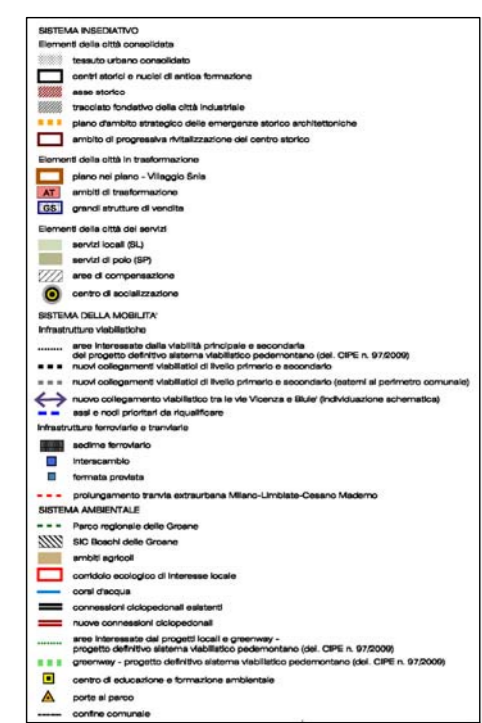 SISTEMA INSEDIATIVO
Elementi della città consolidata
tessuto urbano consolidato
centri storici e nuclei di antica formazione
asse storico
tracciato fondativo della città industriale
piano d'ambito strategico delle emergenze storico architettoniche
ambito di progressiva rivitalizzazione del centro storico
Elementi della città in trasformazione
piano nel piano - Villaggio Snia
AT ambiti di trasformazione
GS grandi strutture di vendita
Elementi della città dei servizi
servizi locali (SL)
servizi di polo (SP)
aree di compensazione
centro di socializzazione
SISTEMA DELLA MOBILITA'
Infrastrutture viabilistiche
aree interessate dalla viabilità principale e secondaria
del progetto definitivo sistema viabilistico pedemontano (del. CIPE n. 97/2009)
nuovi collegamenti viabilistici di livello primario e secondario
nuovi collegamenti viabilistici di livello primario e secondario (esterni al perimetro comunale)
nuovo collegamento viabilistico tra le vie Vicenza e Biule' (individuazione schematica)
assi e nodi prioritari da riqualificare
Infrastrutture ferroviarie e tranviarie
sedime ferroviario
interscambio
fermata prevista
prolungamento tranvia extraurbana Milano-Limbiate-Cesano Maderno
SISTEMA AMBIENTALE
Parco regionale delle Groane
SIC Boschi delle Groane
ambiti agricoli
corridoio ecologico di interesse locale
corsi d'acqua
connessioni ciclopedonali esistenti
nuove connessioni ciclopedonali
aree interessate dai progetti locali e greenway -
progetto definitivo sistema viabilistico pedemontano (del. CIPE n. 97/2009)
greenway - progetto definitivo sistema viabilistico pedemontano (del. CIPE n. 97/2009)
centro di educazione e formazione ambientale
porte al parco
confine comunale